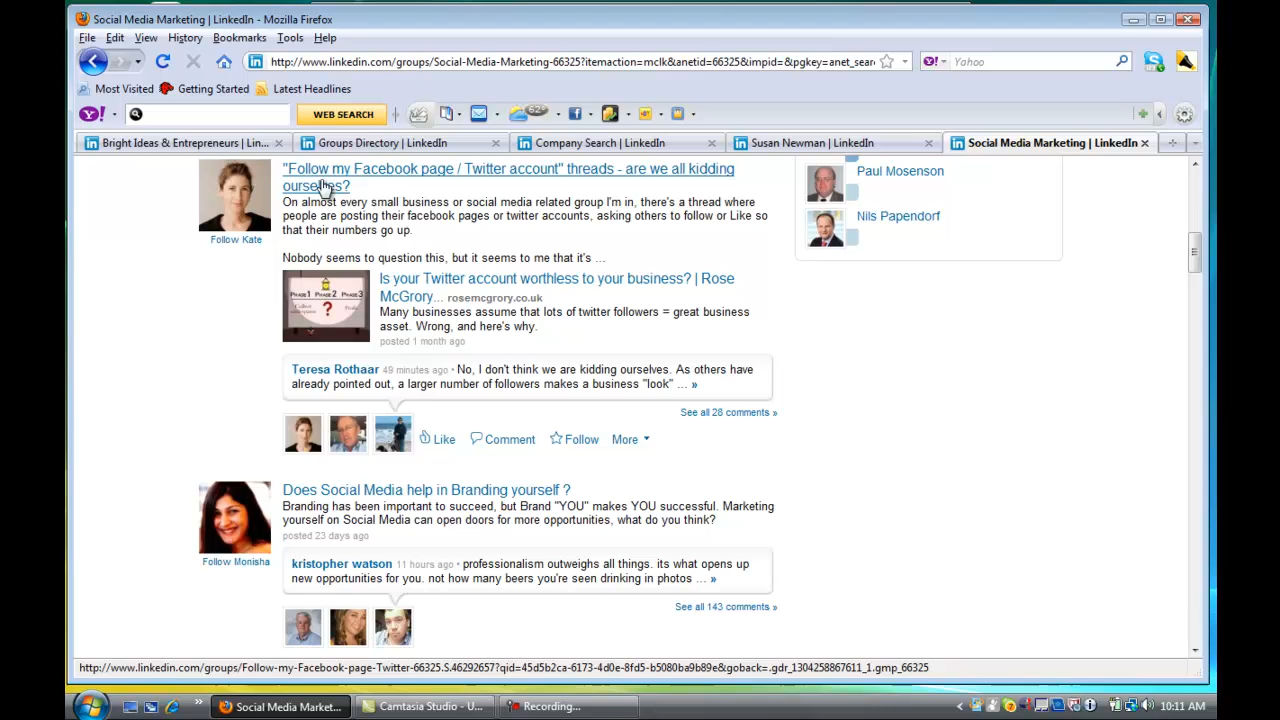 Social Media Marketing | LinkedIn - Mozilla Firefox
File Edit View History Bookmarks Tools Help
http://www.linkedin.com/groups/Social-Media-Marketing-66325?itemaction=mclk&anetid=66325&impid=&pgkey=anet_searc
Yahoo
Most Visited Getting Started Latest Headlines
Y! WEB SEARCH 62°
Bright Ideas & Entrepreneurs | Lin... Groups Directory | LinkedIn Company Search | LinkedIn Susan Newman | LinkedIn Social Media Marketing | LinkedIn
"Follow my Facebook page / Twitter account" threads - are we all kidding
ourselves?
On almost every small business or social media related group I'm in, there's a thread where
people are posting their facebook pages or twitter accounts, asking others to follow or Like so
that their numbers go up.
Follow Kate
Nobody seems to question this, but it seems to me that it's ...
Is your Twitter account worthless to your business? | Rose
McGrory... rosemcgrory.co.uk
Many businesses assume that lots of twitter followers = great business
asset. Wrong, and here's why.
posted 1 month ago
PHASE 1 PHASE 2 PHASE 3
?
Teresa Rothaar 49 minutes ago • No, I don't think we are kidding ourselves. As others have
already pointed out, a larger number of followers makes a business "look" ... »
See all 28 comments »
Like Comment Follow More
Does Social Media help in Branding yourself ?
Branding has been important to succeed, but Brand "YOU" makes YOU successful. Marketing
yourself on Social Media can open doors for more opportunities, what do you think?
posted 23 days ago
Follow Monisha
kristopher watson 11 hours ago • professionalism outweighs all things. its what opens up
new opportunities for you. not how many beers you're seen drinking in photos ... »
See all 143 comments »
Paul Mosenson
Nils Papendorf
http://www.linkedin.com/groups/Follow-my-Facebook-page-Twitter-66325.S.46292657?qid=45d5b2ca-6173-4d0e-8fd5-b5080ba9b89e&goback=.gdr_1304258867611_1.gmp_66325
Social Media Market... Camtasia Studio - U... Recording... 10:11 AM